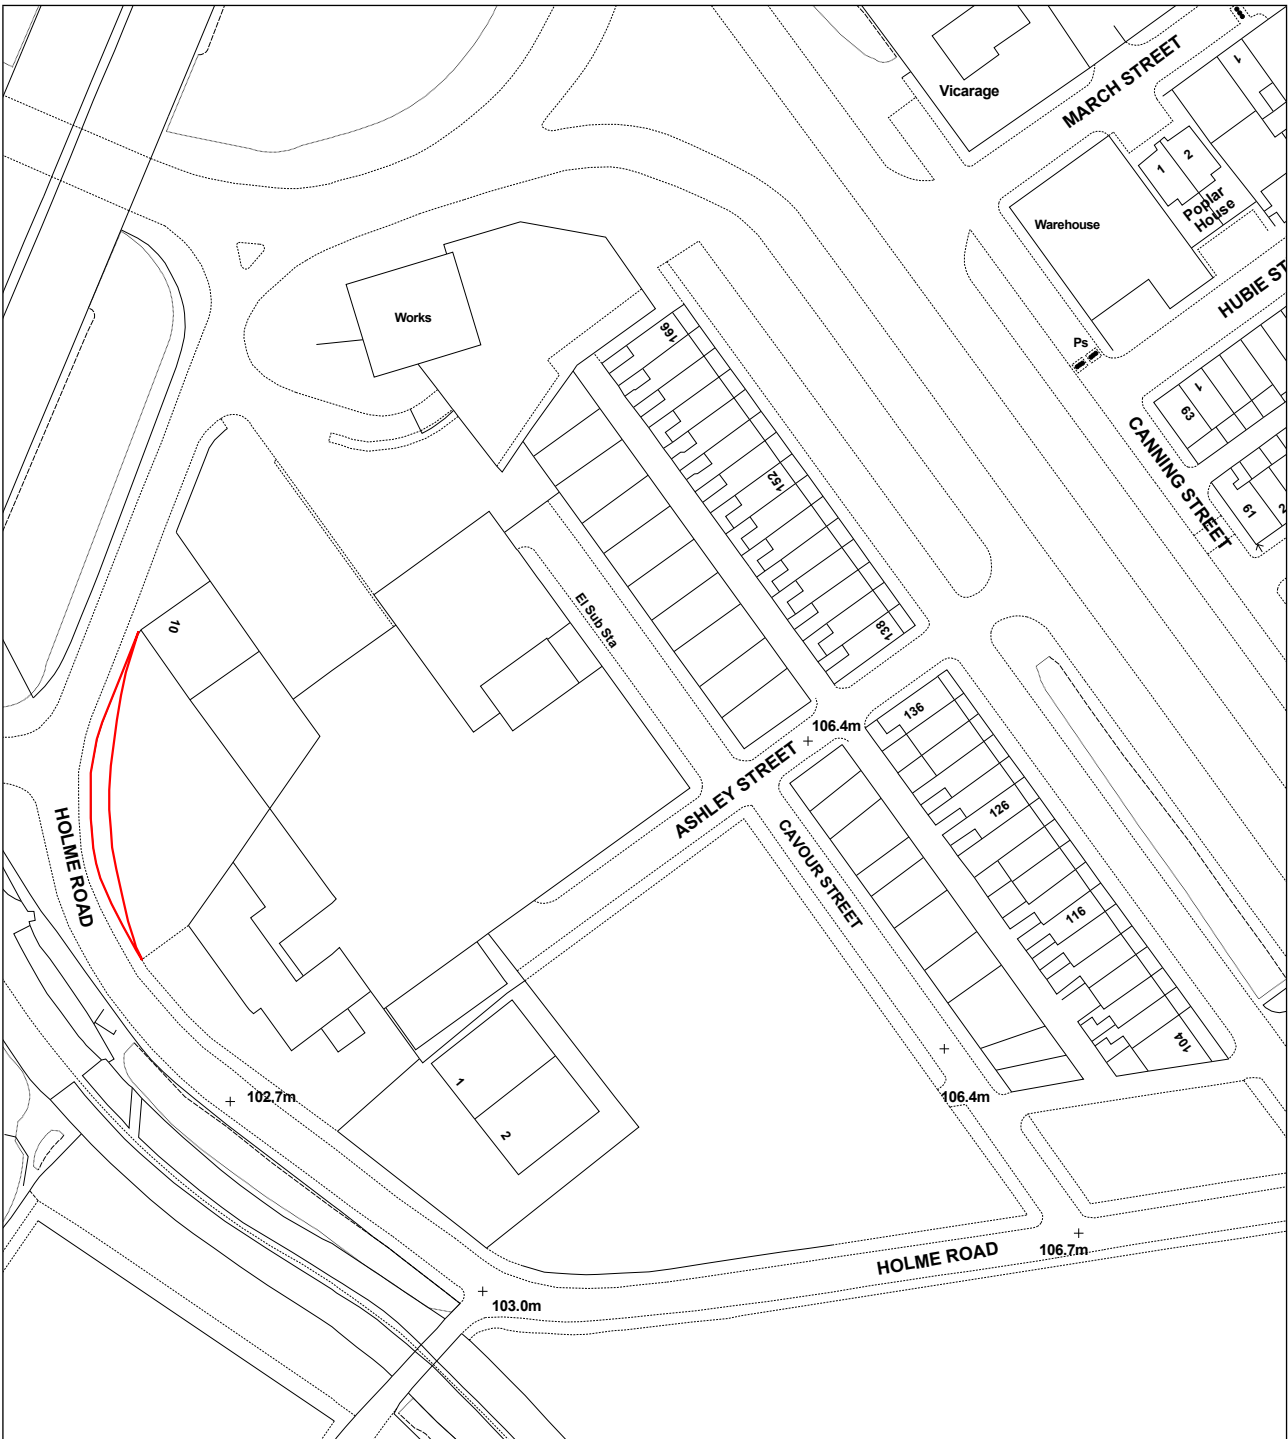 Vicarage
MARCH STREET
1
1
2
Poplar
House
Warehouse
HUBIE ST
Works
166
Ps
1
63
CANNING STREET
152
61
2
El Sub Sta
10
138
136
106.4m
ASHLEY STREET
126
CAVOUR STREET
HOLME ROAD
116
104
1
102.7m
106.4m
2
HOLME ROAD
106.7m
103.0m